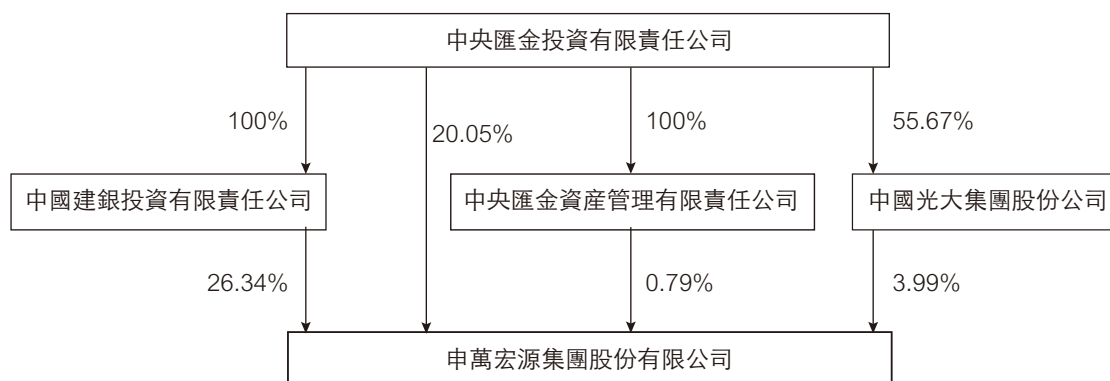 中央匯金投資有限責任公司
100%
20.05%
100%
55.67%
中國建銀投資有限責任公司
中央匯金資產管理有限責任公司
中國光大集團股份公司
26.34%
0.79%
3.99%
申萬宏源集團股份有限公司